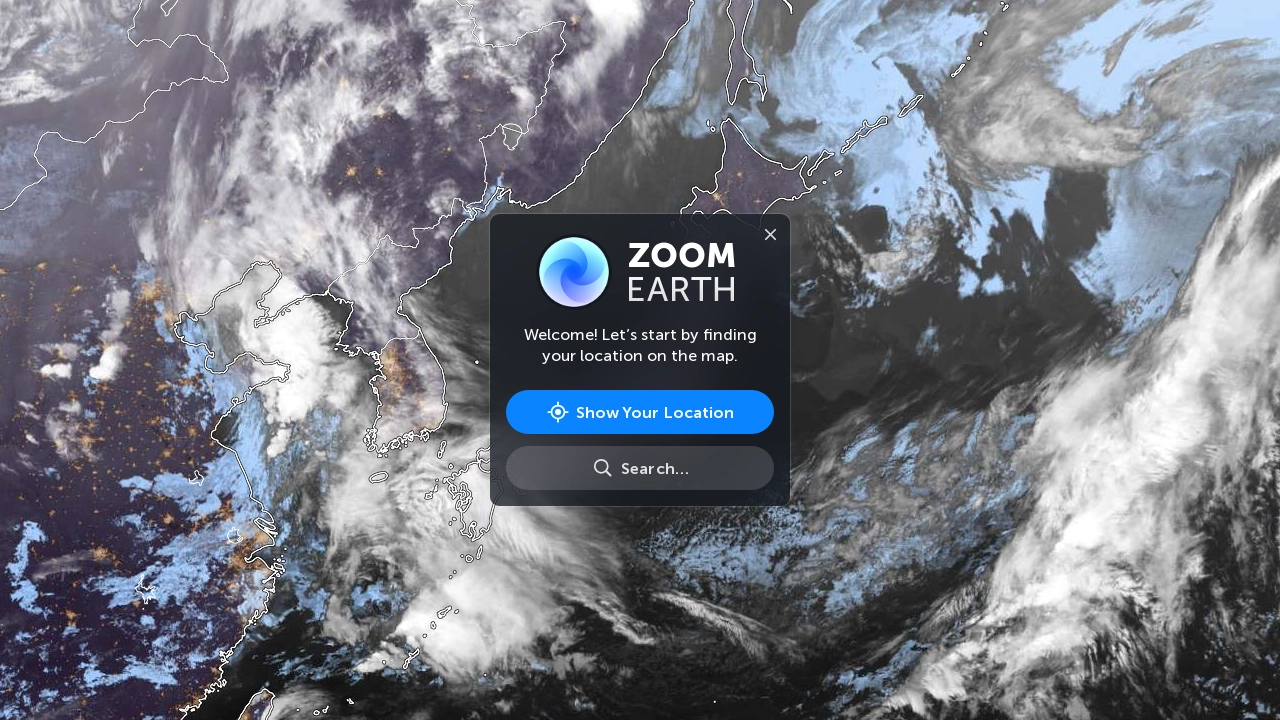 ZOOM
EARTH
Welcome! Let’s start by finding
your location on the map.
Show Your Location
Search…